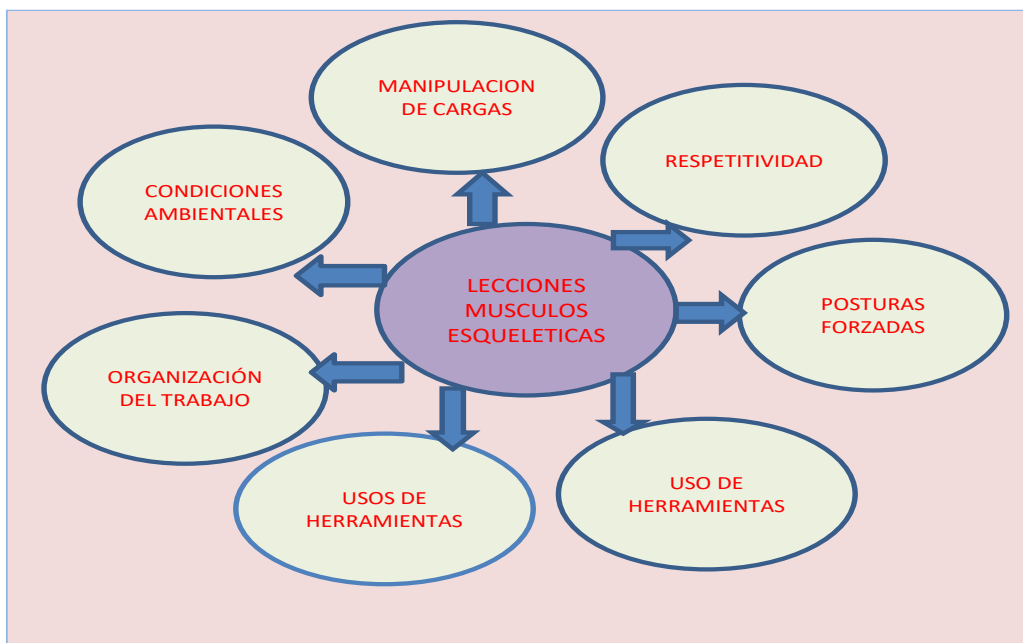 MANIPULACION
DE CARGAS
RESPETITIVIDAD
CONDICIONES
AMBIENTALES
LECCIONES
MUSCULOS
ESQUELETICAS
POSTURAS
FORZADAS
ORGANIZACIÓN
DEL TRABAJO
USOS DE
HERRAMIENTAS
USO DE
HERRAMIENTAS